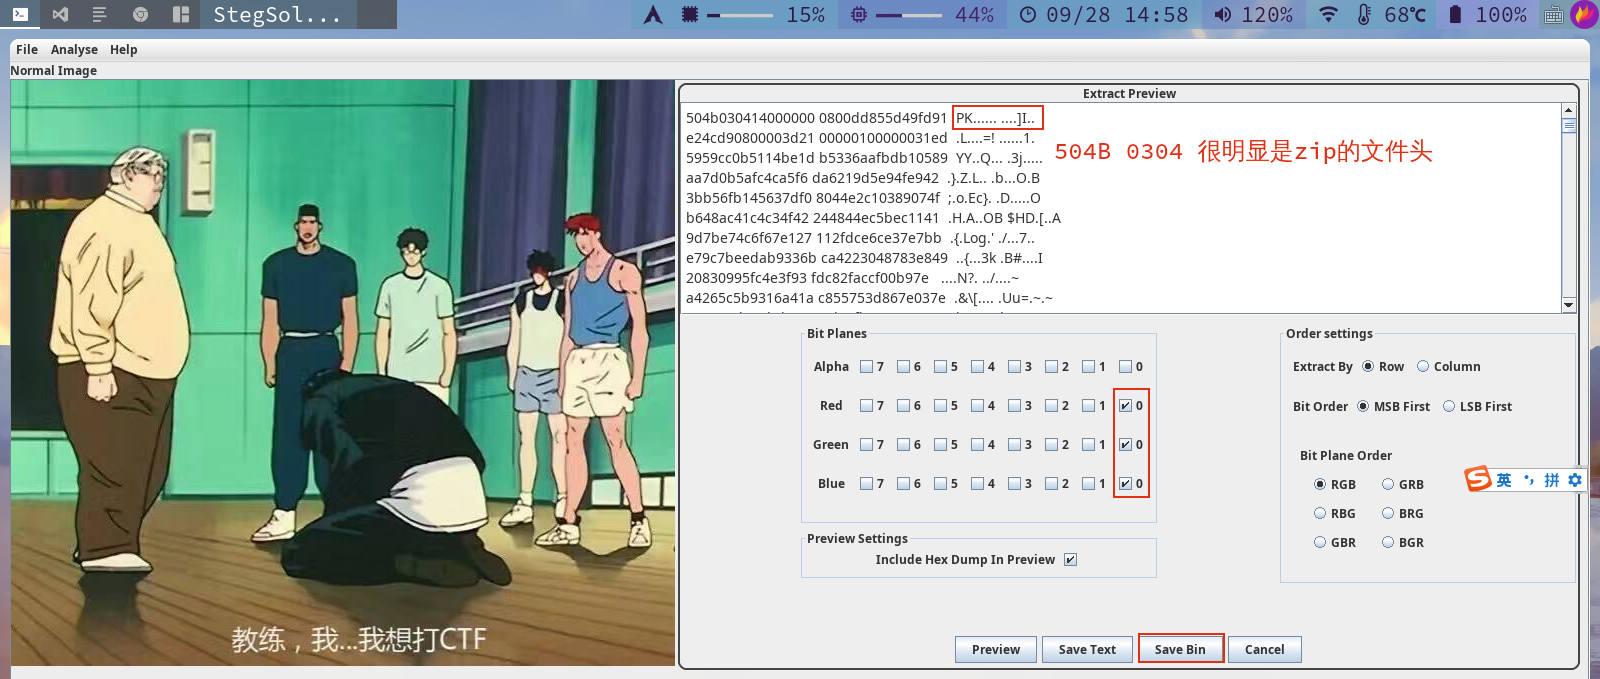 StegSol... 15% 44% 09/28 14:58 120% 68℃ 100%
File Analyse Help
Normal Image
Extract Preview
504b030414000000 0800dd855d49fd91 PK...... ....]I..
e24cd90800003d21 00000100000031ed .L....=! ......1.
5959cc0b5114be1d b5336aafbdb10589 YY..Q... .3j.....
aa7d0b5afc4ca5f6 da6219d5e94fe942 .}.Z.L.. .b...O.B
3bb56fb145637df0 8044e2c10389074f ;.o.Ec}. .D.....O
b648ac41c4c34f42 244844ec5bec1141 .H.A..OB $HD.[..A
9d7be74c6f67e127 112fdce6ce37e7bb .{.Log.' ./...7..
e79c7beedab9336b ca4223048783e849 ..{...3k .B#....I
20830995fc4e3f93 fdc82faccf00b97e ....N?. ../....~
a4265c5b9316a41a c855753d867e037e .&\[.... .Uu=.~.~
504B 0304 很明显是zip的文件头
Bit Planes
Alpha 7 6 5 4 3 2 1 0
Red 7 6 5 4 3 2 1 0
Green 7 6 5 4 3 2 1 0
Blue 7 6 5 4 3 2 1 0
Preview Settings
Include Hex Dump In Preview
Order settings
Extract By Row Column
Bit Order MSB First LSB First
Bit Plane Order
RGB GRB
RBG BRG
GBR BGR
英 拼
教练，我...我想打CTF
Preview Save Text Save Bin Cancel